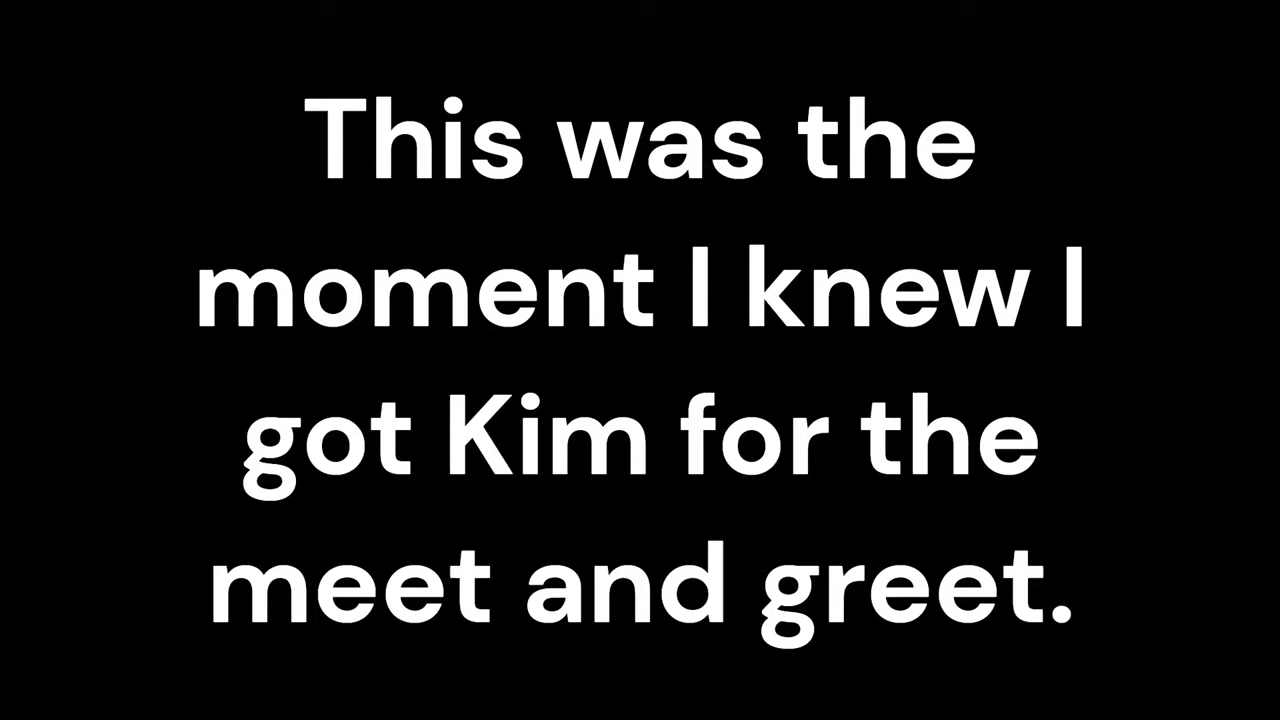 This was the
moment I knew I
got Kim for the
meet and greet.